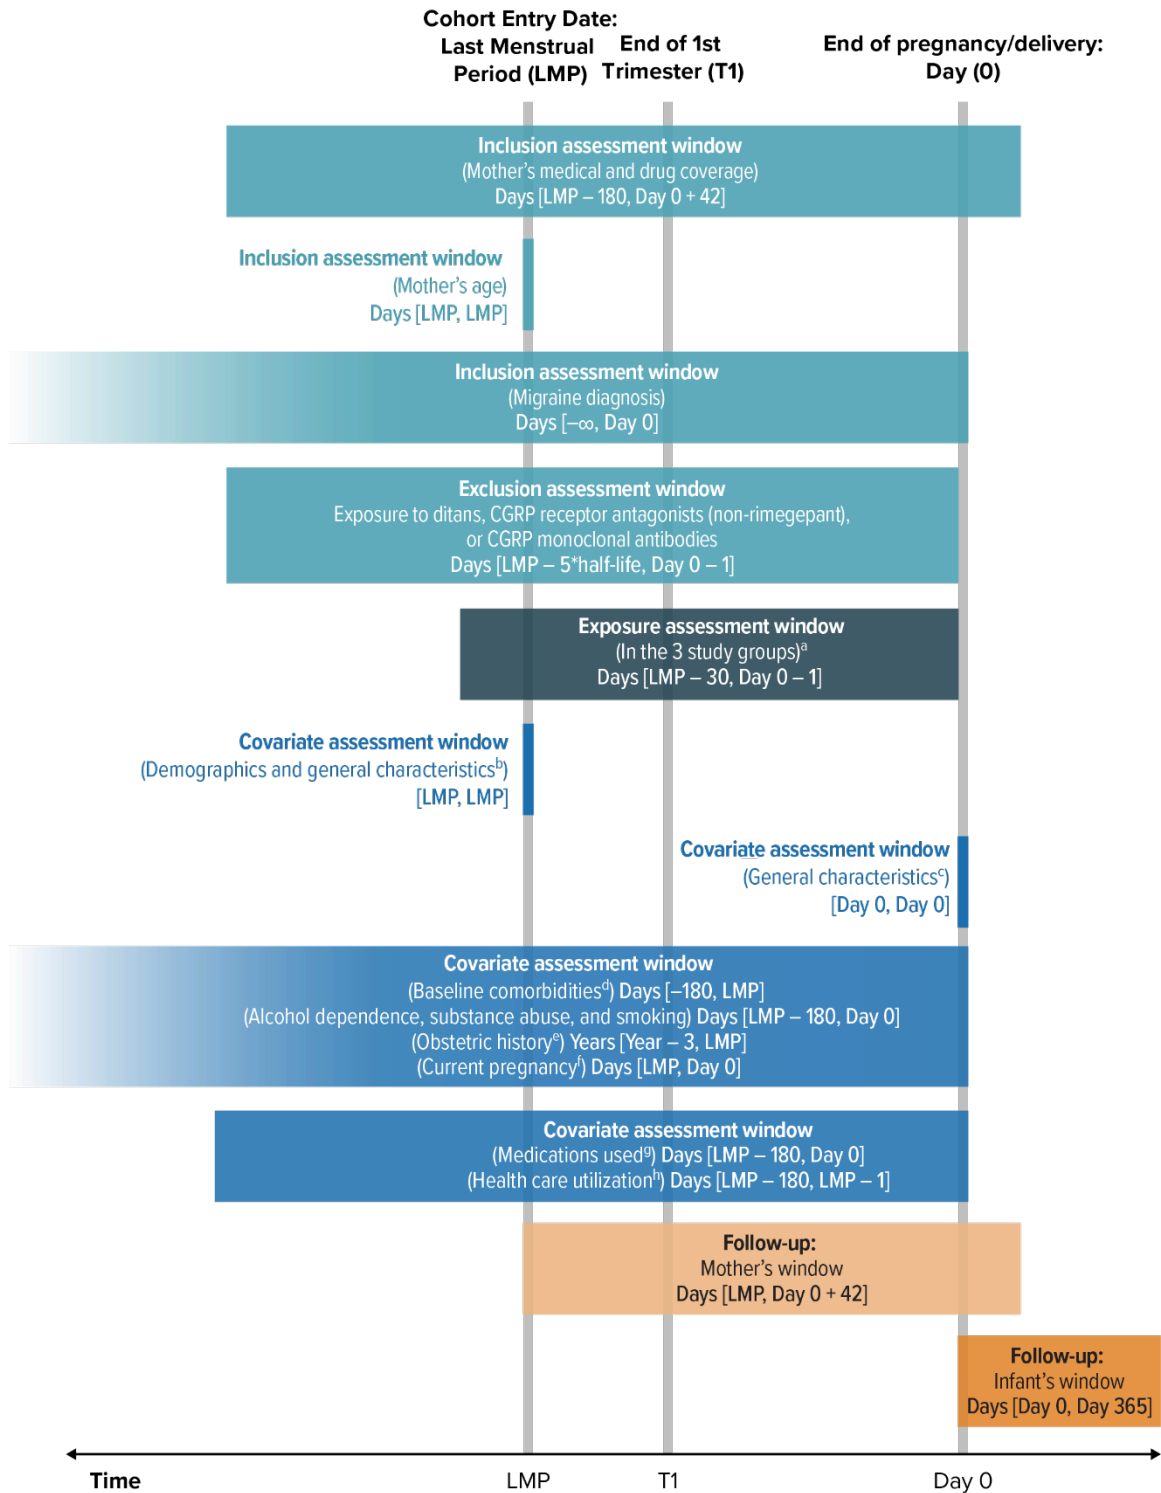 Cohort Entry Date:
Last Menstrual
Period (LMP)
End of 1st
Trimester (T1)
End of pregnancy/delivery:
Day (0)
Inclusion assessment window
(Mother’s medical and drug coverage)
Days [LMP – 180, Day 0 + 42]
Inclusion assessment window
(Mother’s age)
Days [LMP, LMP]
Inclusion assessment window
(Migraine diagnosis)
Days [–∞, Day 0]
Exclusion assessment window
Exposure to ditans, CGRP receptor antagonists (non-rimegepant),
or CGRP monoclonal antibodies
Days [LMP – 5*half-life, Day 0 – 1]
Exposure assessment window
(In the 3 study groups)ᵃ
Days [LMP – 30, Day 0 – 1]
Covariate assessment window
(Demographics and general characteristicsᵇ)
[LMP, LMP]
Covariate assessment window
(General characteristicsᶜ)
[Day 0, Day 0]
Covariate assessment window
(Baseline comorbiditiesᵈ) Days [–180, LMP]
(Alcohol dependence, substance abuse, and smoking) Days [LMP – 180, Day 0]
(Obstetric historyᵉ) Years [Year – 3, LMP]
(Current pregnancyᶠ) Days [LMP, Day 0]
Covariate assessment window
(Medications usedᵍ) Days [LMP – 180, Day 0]
(Health care utilizationʰ) Days [LMP – 180, LMP – 1]
Follow-up:
Mother’s window
Days [LMP, Day 0 + 42]
Follow-up:
Infant’s window
Days [Day 0, Day 365]
Time
LMP
T1
Day 0